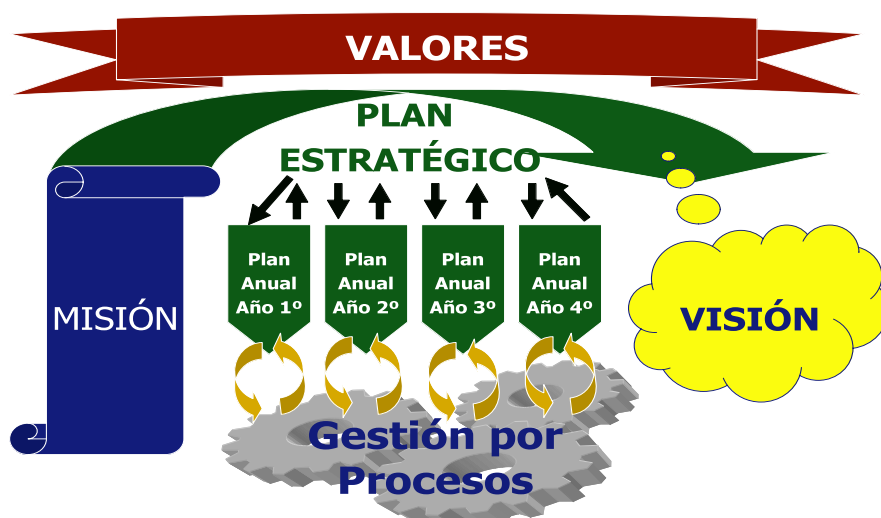 VALORES
PLAN
ESTRATÉGICO
MISIÓN
Plan
Anual
Año 1º
Plan
Anual
Año 2º
Plan
Anual
Año 3º
Plan
Anual
Año 4º
VISIÓN
Gestión por
Procesos